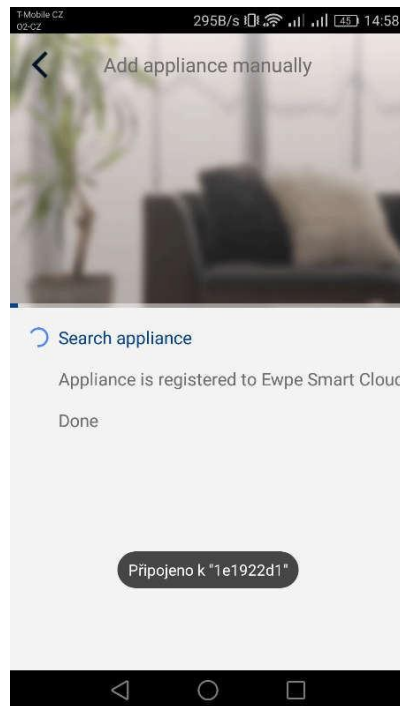 T-Mobile CZ
O2-CZ
295B/s 45 14:58
Add appliance manually
Search appliance
Appliance is registered to Ewpe Smart Cloud
Done
Připojeno k "1e1922d1"